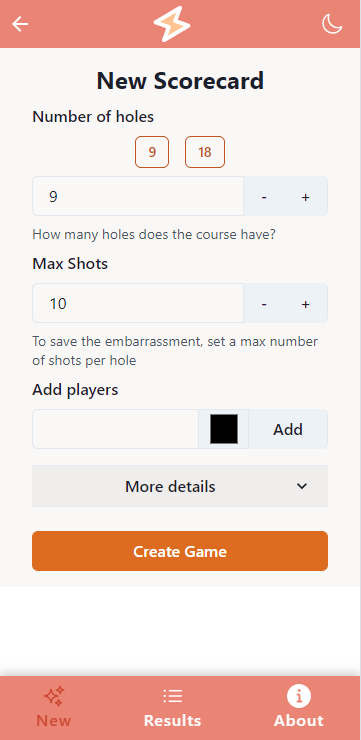 New Scorecard
Number of holes
9 18
9 - +
How many holes does the course have?
Max Shots
10 - +
To save the embarrassment, set a max number
of shots per hole
Add players
Add
More details
Create Game
New Results About